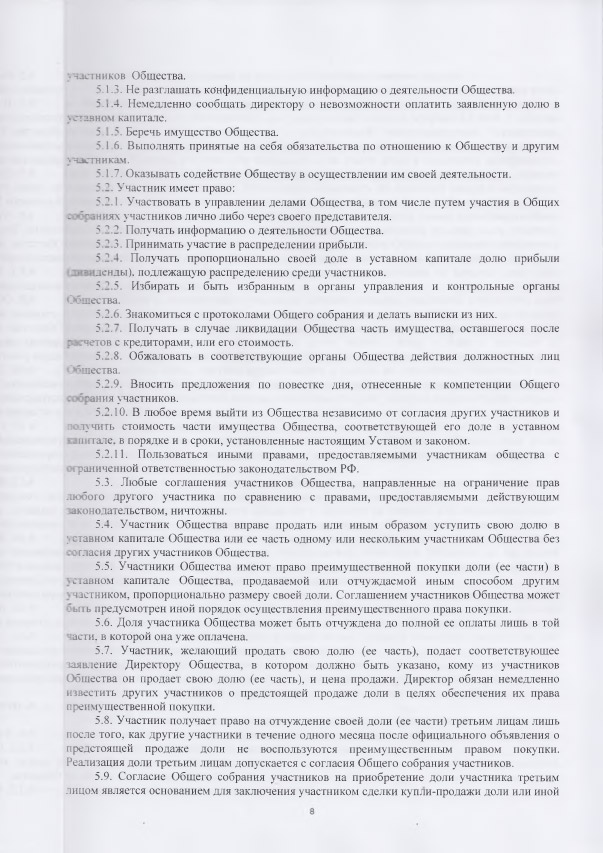 участников Общества.
5.1.3. Не разглашать конфиденциальную информацию о деятельности Общества.
5.1.4. Немедленно сообщать директору о невозможности оплатить заявленную долю в
уставном капитале.
5.1.5. Беречь имущество Общества.
5.1.6. Выполнять принятые на себя обязательства по отношению к Обществу и другим
участникам.
5.1.7. Оказывать содействие Обществу в осуществлении им своей деятельности.
5.2. Участник имеет право:
5.2.1. Участвовать в управлении делами Общества, в том числе путем участия в Общих
собраниях участников лично либо через своего представителя.
5.2.2. Получать информацию о деятельности Общества.
5.2.3. Принимать участие в распределении прибыли.
5.2.4. Получать пропорционально своей доле в уставном капитале долю прибыли
(дивиденды), подлежащую распределению среди участников.
5.2.5. Избирать и быть избранным в органы управления и контрольные органы
Общества.
5.2.6. Знакомиться с протоколами Общего собрания и делать выписки из них.
5.2.7. Получать в случае ликвидации Общества часть имущества, оставшегося после
расчетов с кредиторами, или его стоимость.
5.2.8. Обжаловать в соответствующие органы Общества действия должностных лиц
Общества.
5.2.9. Вносить предложения по повестке дня, отнесенные к компетенции Общего
собрания участников.
5.2.10. В любое время выйти из Общества независимо от согласия других участников и
получить стоимость части имущества Общества, соответствующей его доле в уставном
капитале, в порядке и в сроки, установленные настоящим Уставом и законом.
5.2.11. Пользоваться иными правами, предоставляемыми участникам общества с
ограниченной ответственностью законодательством РФ.
5.3. Любые соглашения участников Общества, направленные на ограничение прав
любого другого участника по сравнению с правами, предоставляемыми действующим
законодательством, ничтожны.
5.4. Участник Общества вправе продать или иным образом уступить свою долю в
уставном капитале Общества или ее часть одному или нескольким участникам Общества без
согласия других участников Общества.
5.5. Участники Общества имеют право преимущественной покупки доли (ее части) в
уставном капитале Общества, продаваемой или отчуждаемой иным способом другим
участником, пропорционально размеру своей доли. Соглашением участников Общества может
быть предусмотрен иной порядок осуществления преимущественного права покупки.
5.6. Доля участника Общества может быть отчуждена до полной ее оплаты лишь в той
части, в которой она уже оплачена.
5.7. Участник, желающий продать свою долю (ее часть), подает соответствующее
заявление Директору Общества, в котором должно быть указано, кому из участников
Общества он продает свою долю (ее часть), и цена продажи. Директор обязан немедленно
известить других участников о предстоящей продаже доли в целях обеспечения их права
преимущественной покупки.
5.8. Участник получает право на отчуждение своей доли (ее части) третьим лицам лишь
после того, как другие участники в течение одного месяца после официального объявления о
предстоящей продаже доли не воспользуются преимущественным правом покупки.
Реализация доли третьим лицам допускается с согласия Общего собрания участников.
5.9. Согласие Общего собрания участников на приобретение доли участника третьим
лицом является основанием для заключения участником сделки купли-продажи доли или иной
8